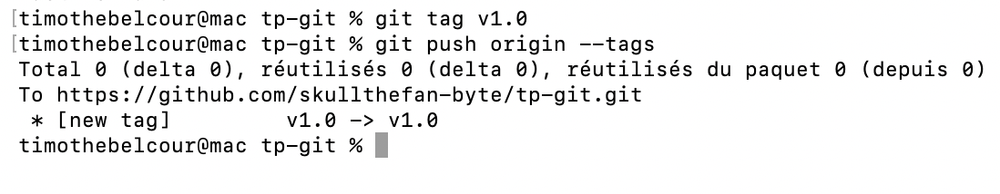 [timothebelcour@mac tp-git % git tag v1.0
[timothebelcour@mac tp-git % git push origin --tags
Total 0 (delta 0), réutilisés 0 (delta 0), réutilisés du paquet 0 (depuis 0)
To https://github.com/skullthefan-byte/tp-git.git
 * [new tag]         v1.0 -> v1.0
timothebelcour@mac tp-git %